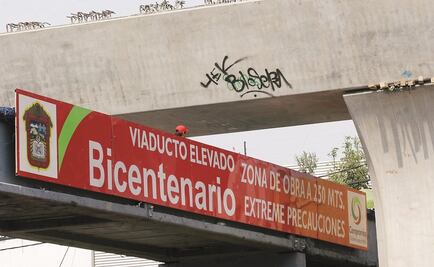 VIADUCTO ELEVADO
Bicentenario
ZONA DE OBRA A 250 MTS.
EXTREME PRECAUCIONES